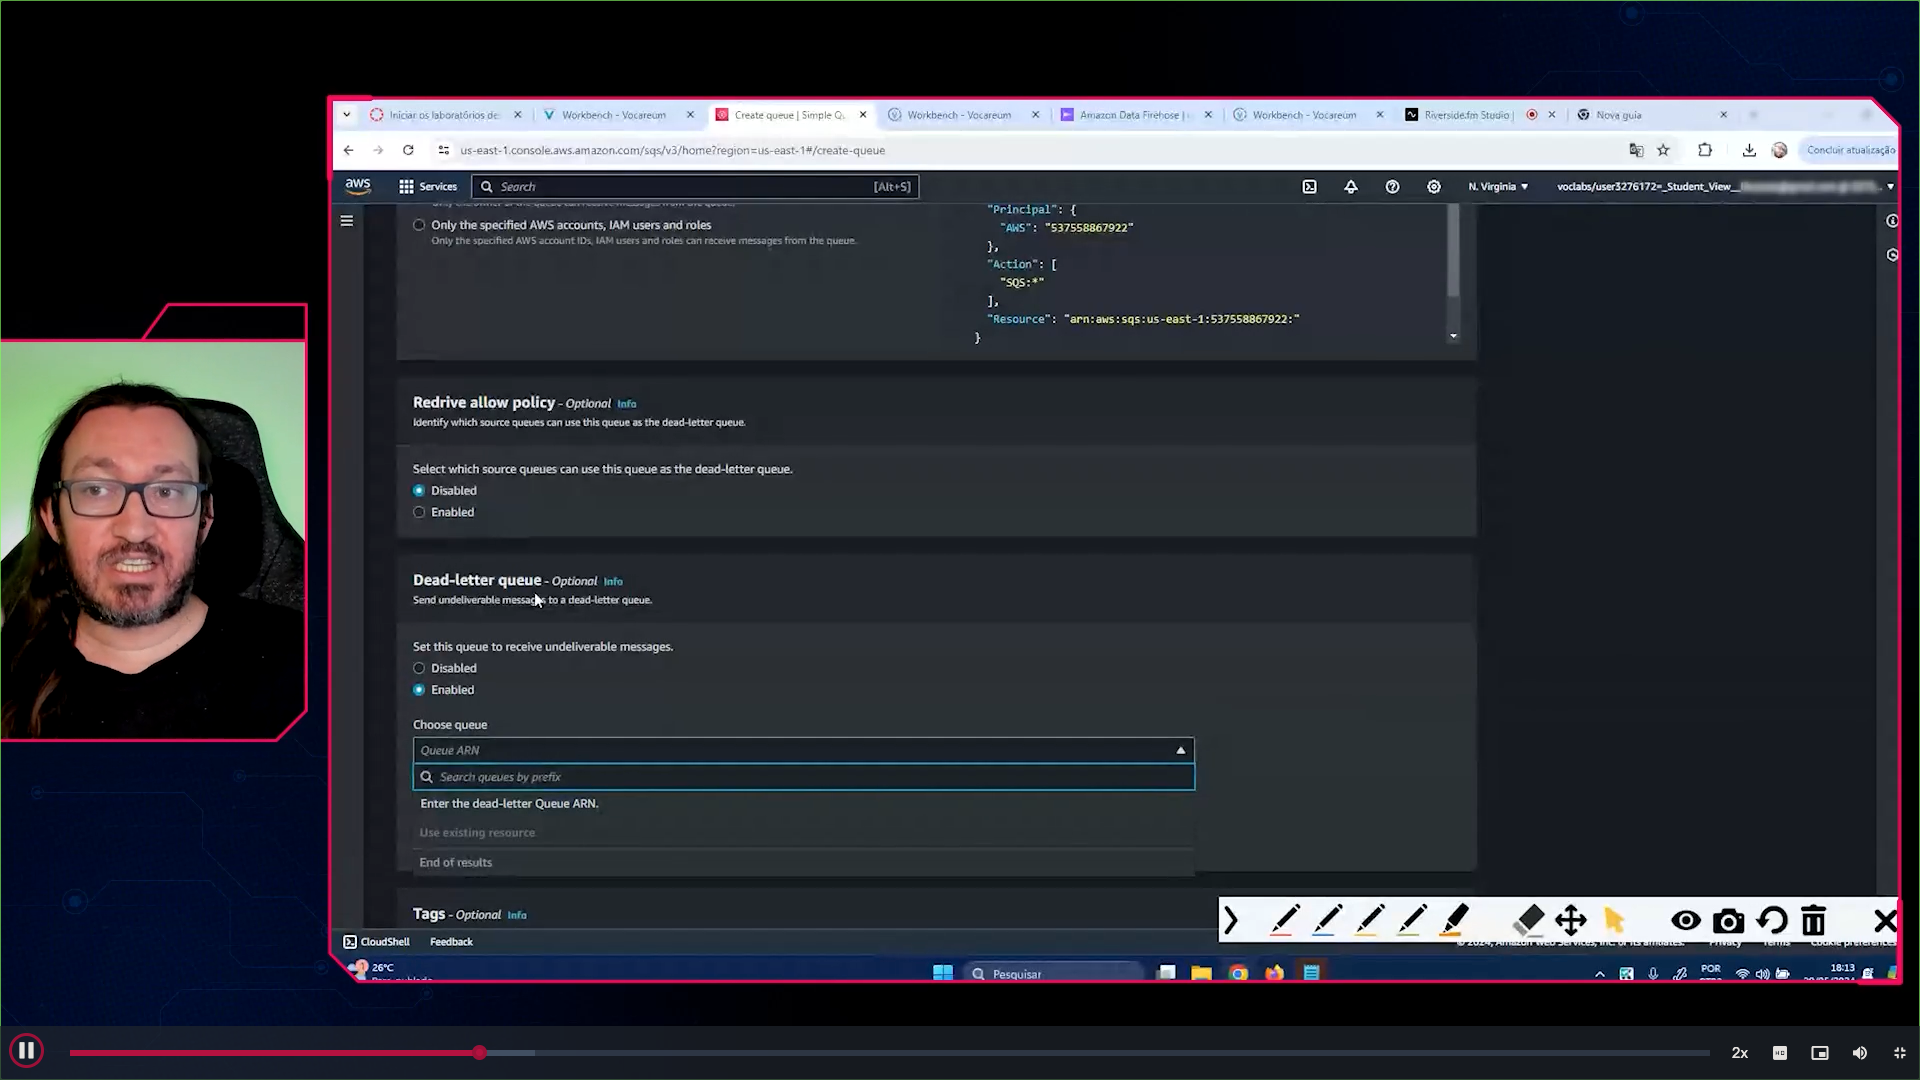 Iniciar os laboratórios de
Workbench - Vocareum
Create queue | Simple Q
Workbench - Vocareum
Amazon Data Firehose |
Workbench - Vocareum
Riverside.fm Studio |
Nova guia
us-east-1.console.aws.amazon.com/sqs/v3/home?region=us-east-1#/create-queue
Concluir atualização
aws
Services
Search
[Alt+S]
N. Virginia
voclabs/user3276172=_Student_View_
Only the specified AWS accounts, IAM users and roles
Only the specified AWS account IDs, IAM users and roles can receive messages from the queue.
"Principal": {
"AWS": "537558867922"
},
"Action": [
"SQS:*"
],
"Resource": "arn:aws:sqs:us-east-1:537558867922:"
}
Redrive allow policy - Optional Info
Identify which source queues can use this queue as the dead-letter queue.
Select which source queues can use this queue as the dead-letter queue.
Disabled
Enabled
Dead-letter queue - Optional Info
Send undeliverable messages to a dead-letter queue.
Set this queue to receive undeliverable messages.
Disabled
Enabled
Choose queue
Queue ARN
Search queues by prefix
Enter the dead-letter Queue ARN.
Use existing resource
End of results
Tags - Optional Info
CloudShell
Feedback
26°C
Pesquisar
POR
18:13
2x